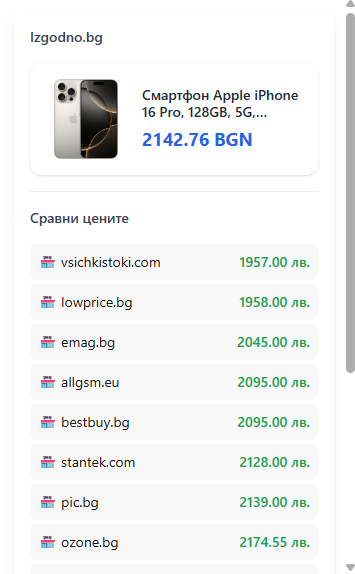 Izgodno.bg
Смартфон Apple iPhone
16 Pro, 128GB, 5G,...
2142.76 BGN
Сравни цените
vsichkistoki.com 1957.00 лв.
lowprice.bg 1958.00 лв.
emag.bg 2045.00 лв.
allgsm.eu 2095.00 лв.
bestbuy.bg 2095.00 лв.
stantek.com 2128.00 лв.
pic.bg 2139.00 лв.
ozone.bg 2174.55 лв.